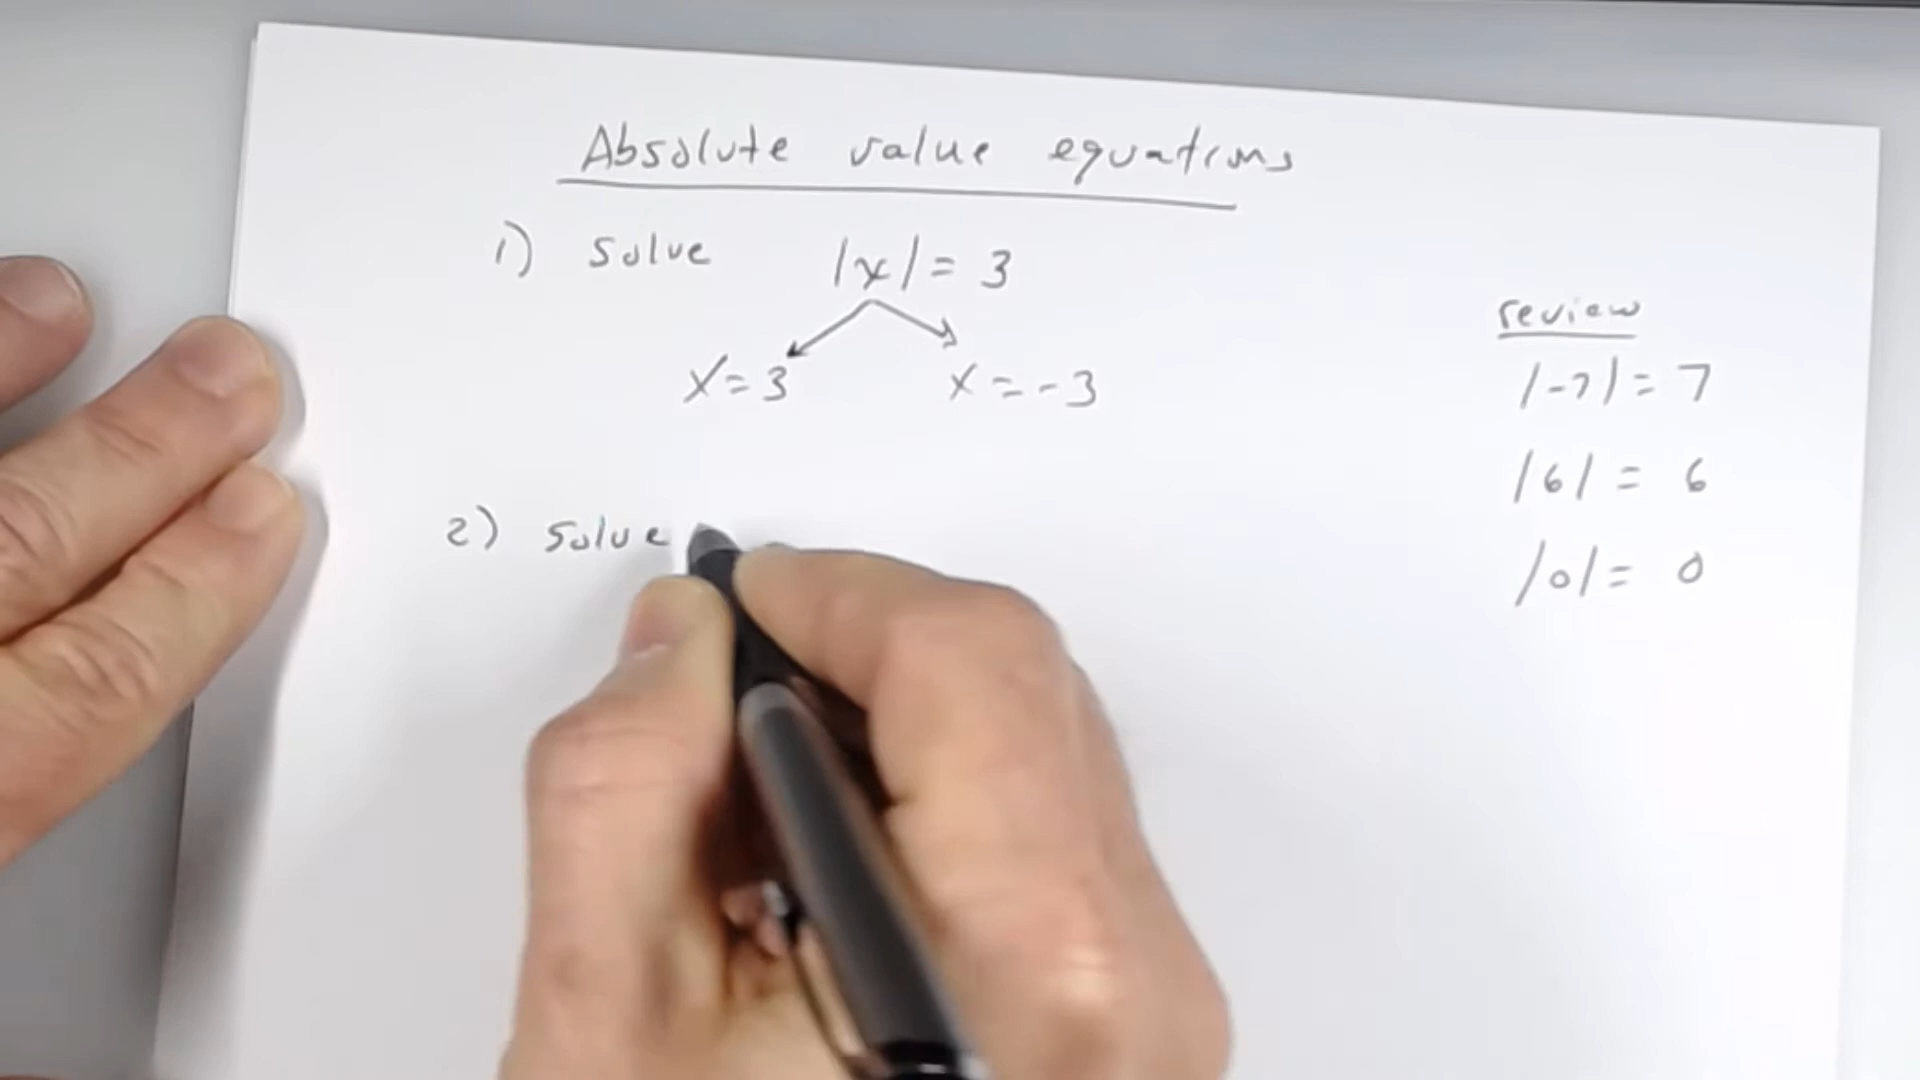 Absolute value equations
1) Solve |x| = 3
x = 3 x = -3
2) Solve
review
|-7| = 7
|6| = 6
|0| = 0